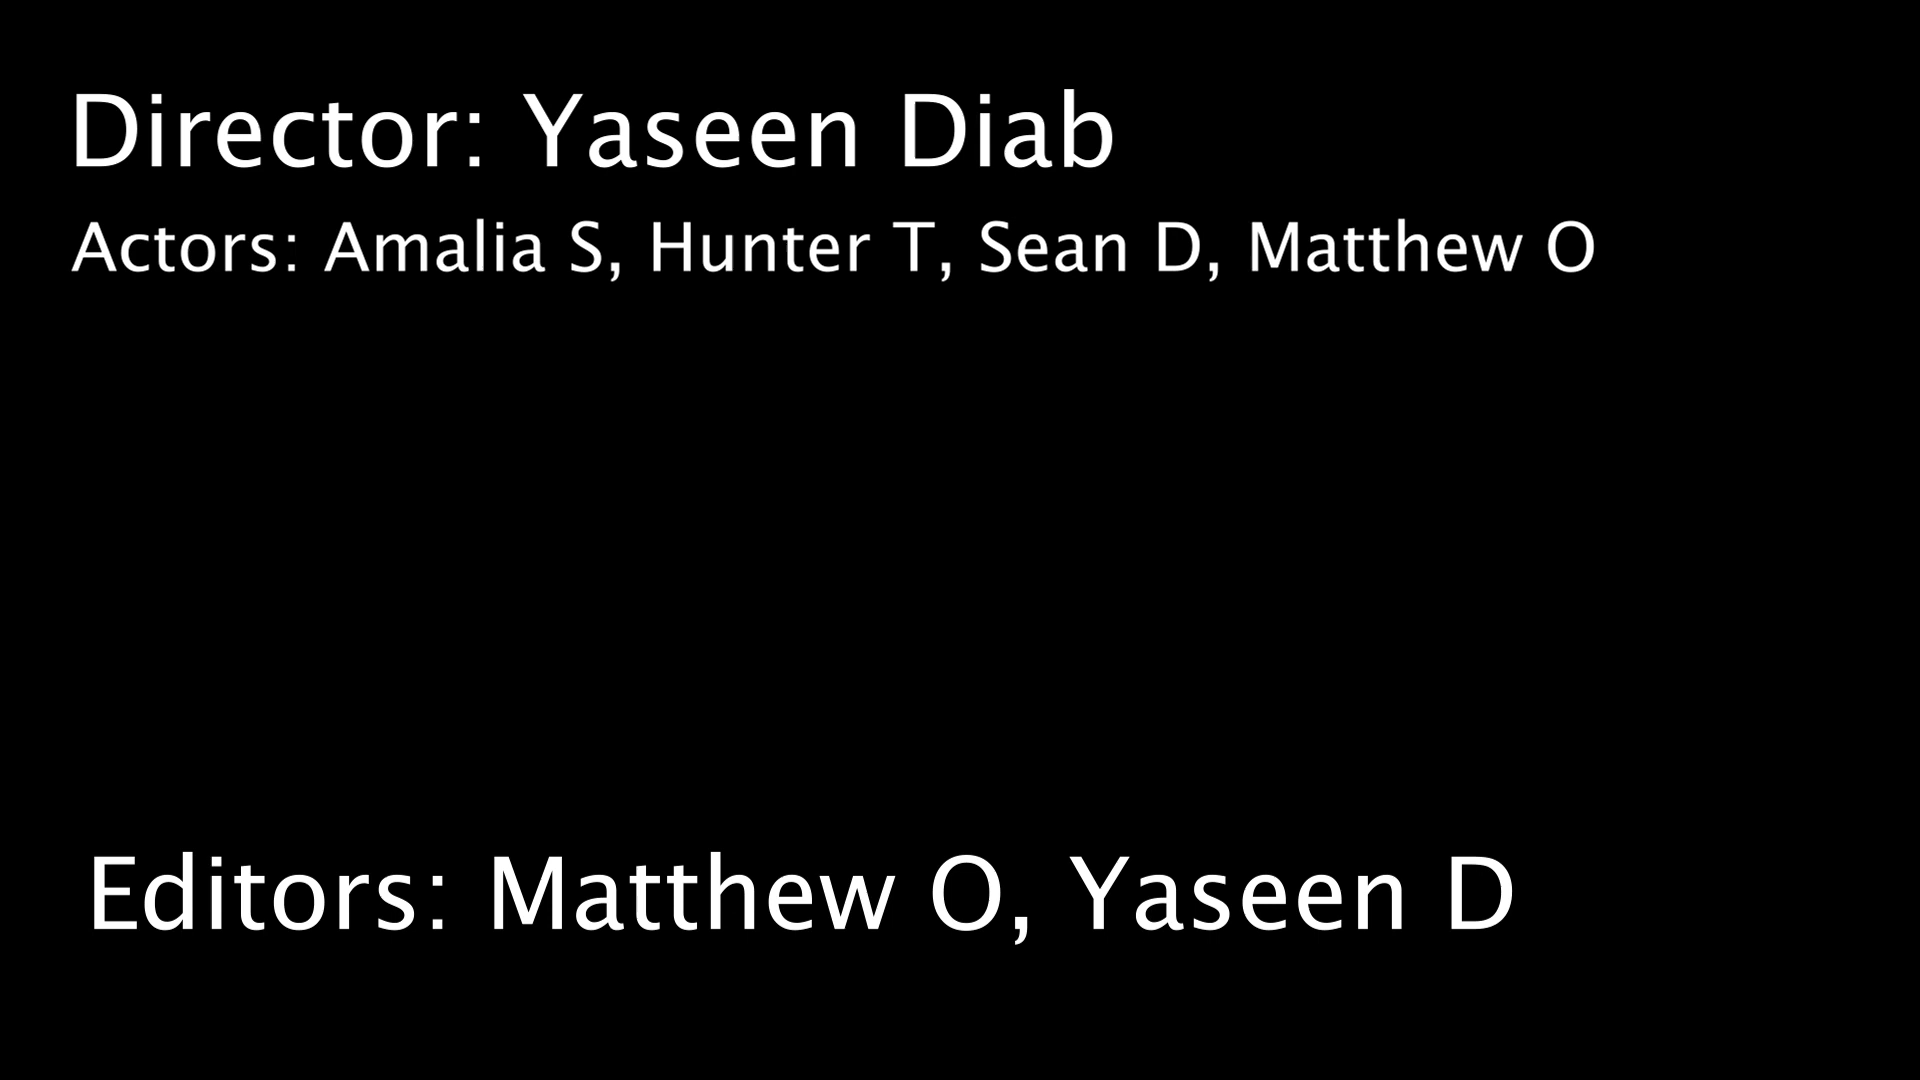 Director: Yaseen Diab
Actors: Amalia S, Hunter T, Sean D, Matthew O
Editors: Matthew O, Yaseen D